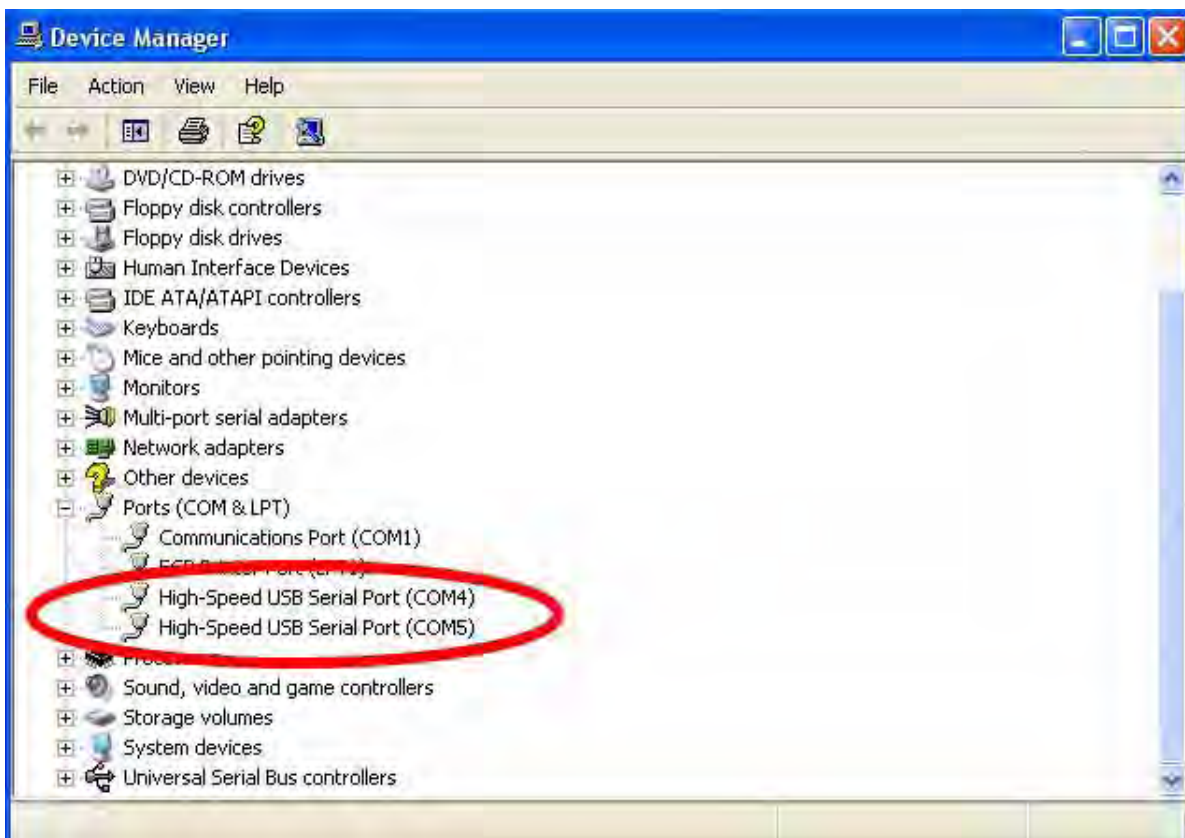 Device Manager
File Action View Help
DVD/CD-ROM drives
Floppy disk controllers
Floppy disk drives
Human Interface Devices
IDE ATA/ATAPI controllers
Keyboards
Mice and other pointing devices
Monitors
Multi-port serial adapters
Network adapters
Other devices
Ports (COM & LPT)
Communications Port (COM1)
Port
High-Speed USB Serial Port (COM4)
High-Speed USB Serial Port (COM5)
Sound, video and game controllers
Storage volumes
System devices
Universal Serial Bus controllers